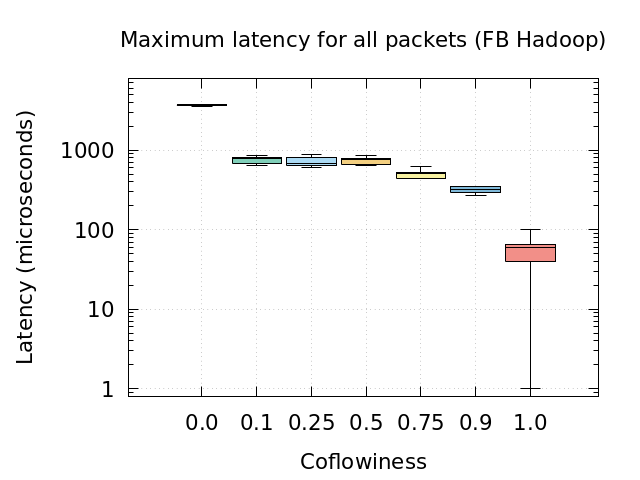 Maximum latency for all packets (FB Hadoop)
Latency (microseconds)
1000
100
10
1
0.0 0.1 0.25 0.5 0.75 0.9 1.0
Coflowiness